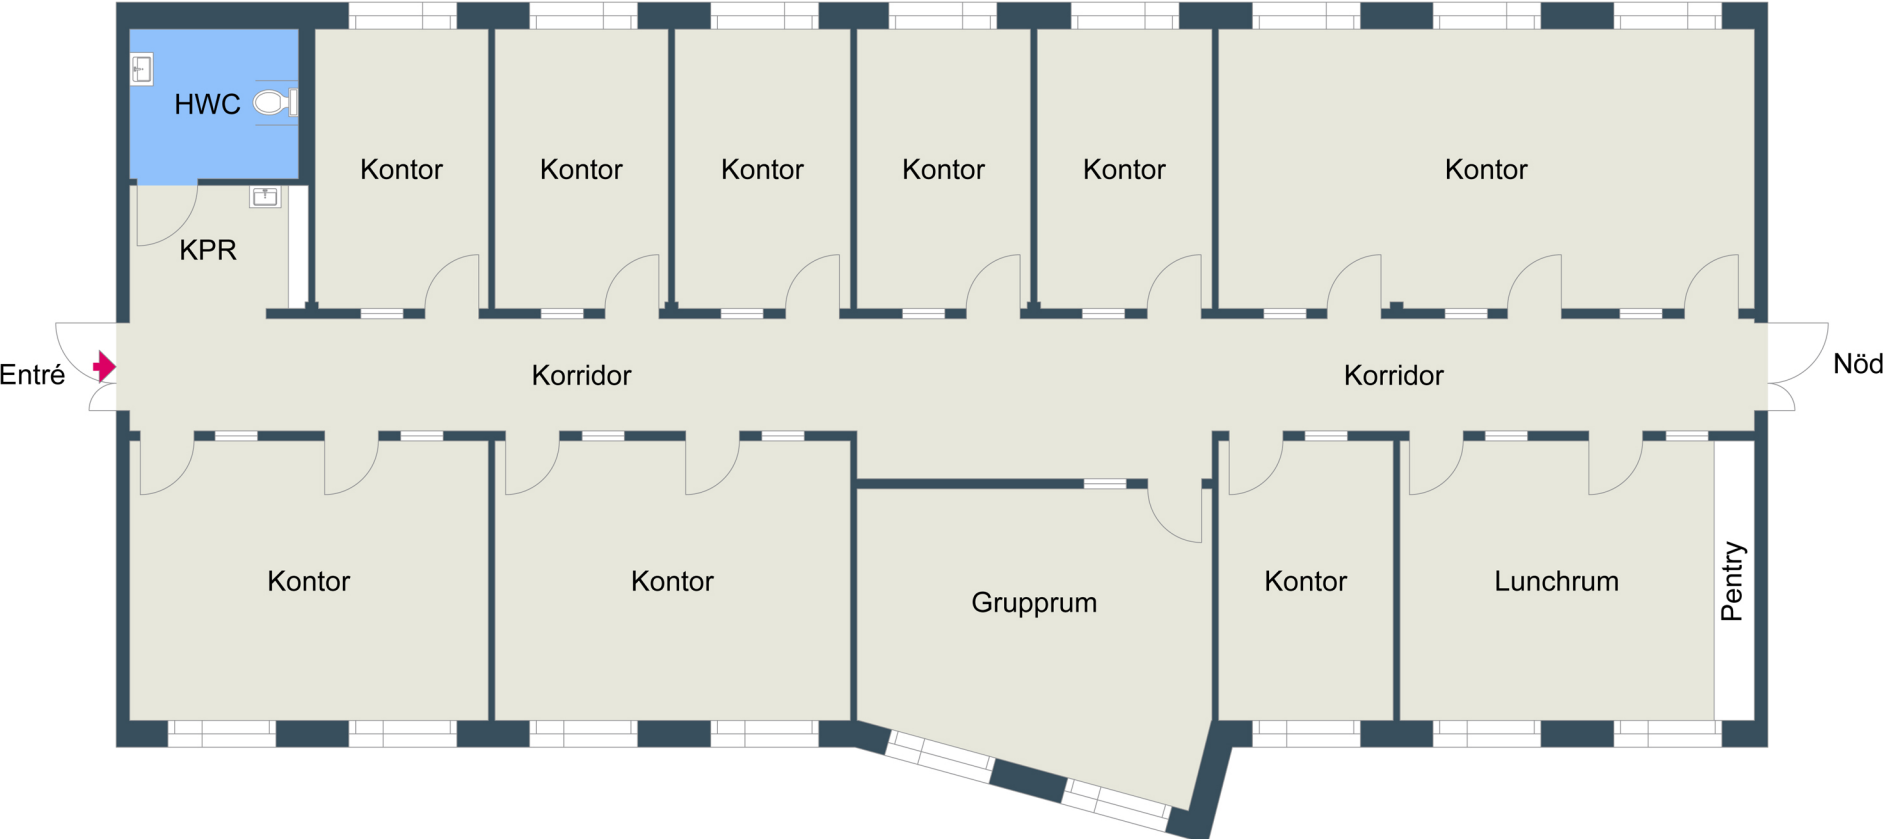 HWC
Kontor
Kontor
Kontor
Kontor
Kontor
Kontor
KPR
Entré
Korridor
Korridor
Nöd
Kontor
Kontor
Grupprum
Kontor
Lunchrum
Pentry